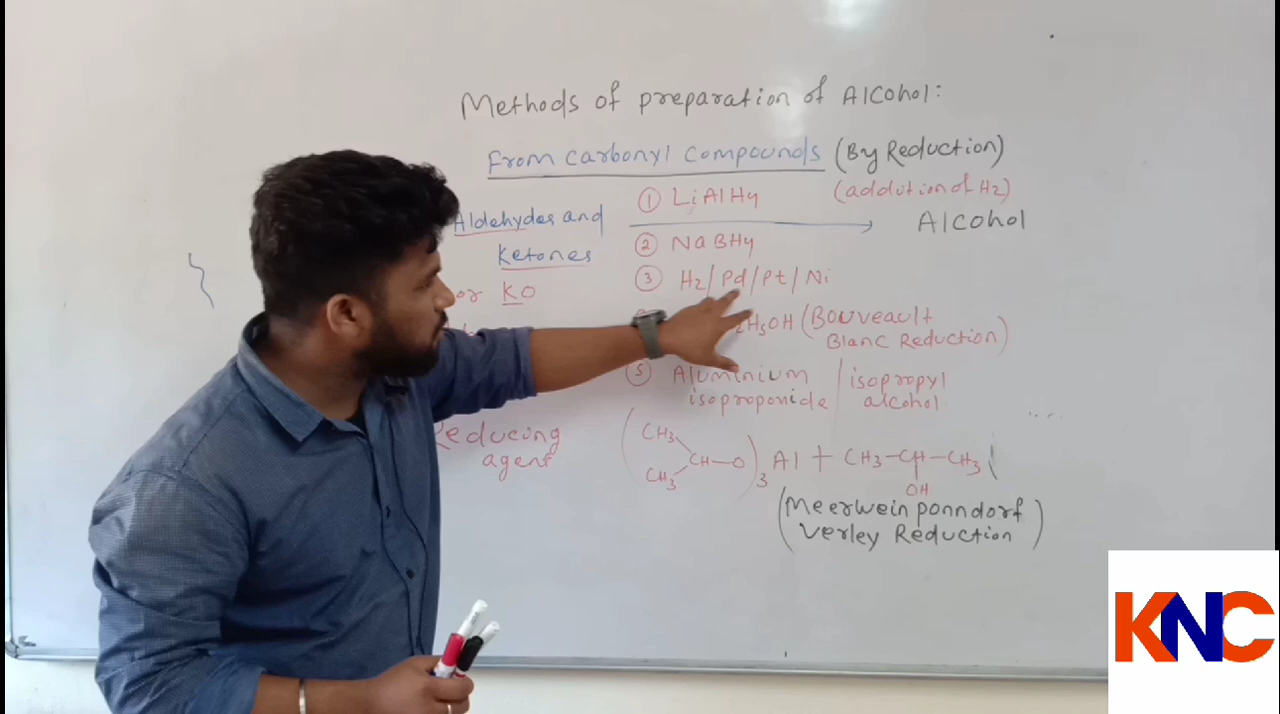 Methods of preparation of Alcohol:
From carbonyl compounds (By Reduction)
(addution of H2)
Aldehydes and
Ketones
or KO
① LiAlH4
② NaBH4
③ H2/Pd/Pt/Ni
2H5OH (Bouveault
Blanc Reduction)
⑤ Aluminium
isopropoxide / isopropyl
alcohol
Alcohol
Reducing
agent
(CH3
CH3 CH-O)3 Al + CH3-CH-CH3
OH
(Meerwein ponndorf
Verley Reduction)
KNC